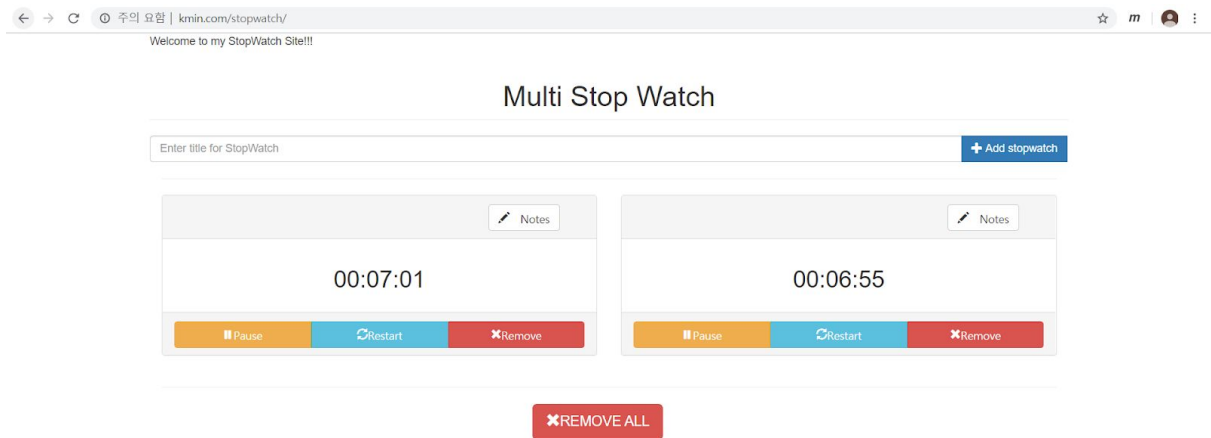 주의 요함 | kmin.com/stopwatch/
m
Welcome to my StopWatch Site!!!
Multi Stop Watch
Enter title for StopWatch
Add stopwatch
Notes
Notes
00:07:01
00:06:55
Pause Restart Remove
Pause Restart Remove
REMOVE ALL